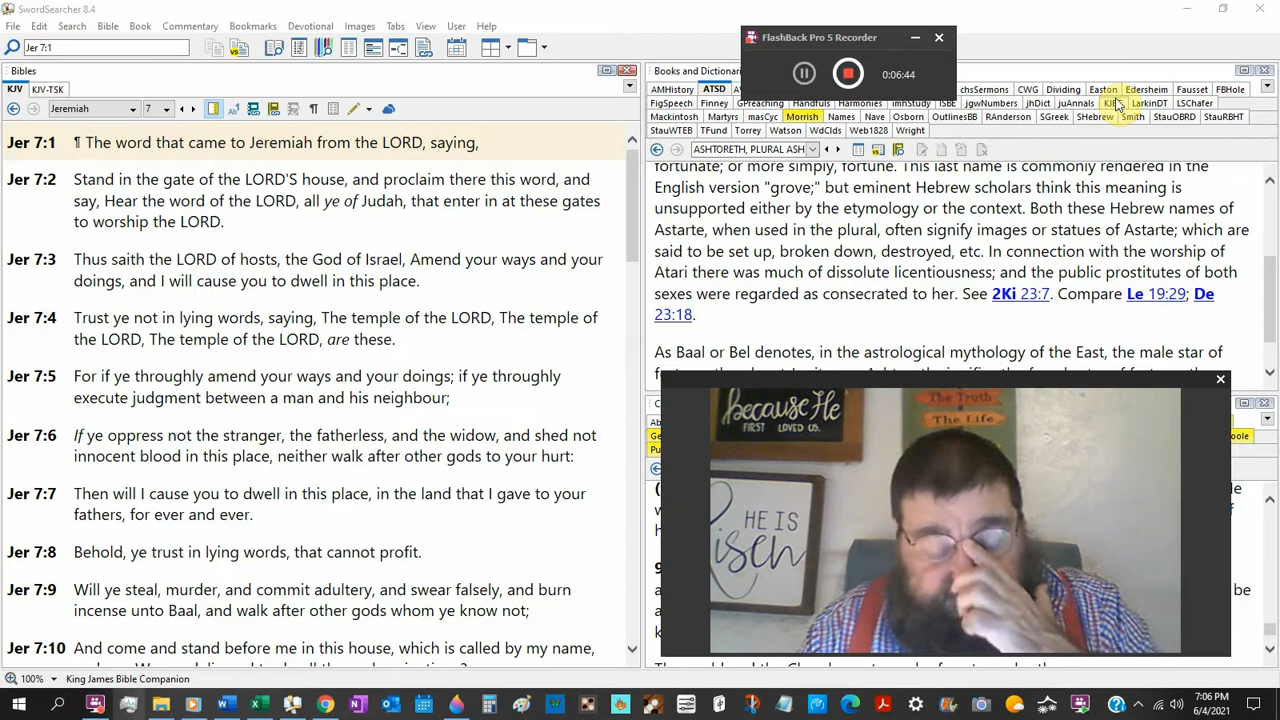 SwordSearcher 8.4
File Edit Search Bible Book Commentary Bookmarks Devotional Images Tools View User Help
Jer 7:1
FlashBack Pro 5 Recorder
0:06:44
Bibles
KJV KJV-TSK
Jeremiah 7
Jer 7:1 ¶ The word that came to Jeremiah from the LORD, saying,
Jer 7:2 Stand in the gate of the LORD'S house, and proclaim there this word, and
say, Hear the word of the LORD, all ye of Judah, that enter in at these gates
to worship the LORD.
Jer 7:3 Thus saith the LORD of hosts, the God of Israel, Amend your ways and your
doings, and I will cause you to dwell in this place.
Jer 7:4 Trust ye not in lying words, saying, The temple of the LORD, The temple of
the LORD, The temple of the LORD, are these.
Jer 7:5 For if ye throughly amend your ways and your doings; if ye throughly
execute judgment between a man and his neighbour;
Jer 7:6 If ye oppress not the stranger, the fatherless, and the widow, and shed not
innocent blood in this place, neither walk after other gods to your hurt:
Jer 7:7 Then will I cause you to dwell in this place, in the land that I gave to your
fathers, for ever and ever.
Jer 7:8 Behold, ye trust in lying words, that cannot profit.
Jer 7:9 Will ye steal, murder, and commit adultery, and swear falsely, and burn
incense unto Baal, and walk after other gods whom ye know not;
Jer 7:10 And come and stand before me in this house, which is called by my name,
Books and Dictionar
AMHistory ATSD chsSermons CWG Dividing Easton Edersheim Fausset FBHole
FigSpeech Finney GPreaching Handfuls Harmonies imhStudy ISBE jgwNumbers jhDict juAnnals LarkinDT LSChafer
Mackintosh Martyrs masCyc Morrish Names Nave Osborn OutlinesBB RAnderson SGreek SHebrew Smith StauOBRD StauRBHT
StauWTEB TFund Torrey Watson WdClds Web1828 Wright
ASHTORETH, PLURAL ASH
fortunate; or more simply, fortune. This last name is commonly rendered in the
English version "grove;" but eminent Hebrew scholars think this meaning is
unsupported either by the etymology or the context. Both these Hebrew names of
Astarte, when used in the plural, often signify images or statues of Astarte; which are
said to be set up, broken down, destroyed, etc. In connection with the worship of
Atari there was much of dissolute licentiousness; and the public prostitutes of both
sexes were regarded as consecrated to her. See 2Ki 23:7. Compare Le 19:29; De
23:18.
As Baal or Bel denotes, in the astrological mythology of the East, the male star of
because He
FIRST LOVED US.
The Truth
The Life
HE IS
Risen
100% King James Bible Companion
7:06 PM
6/4/2021